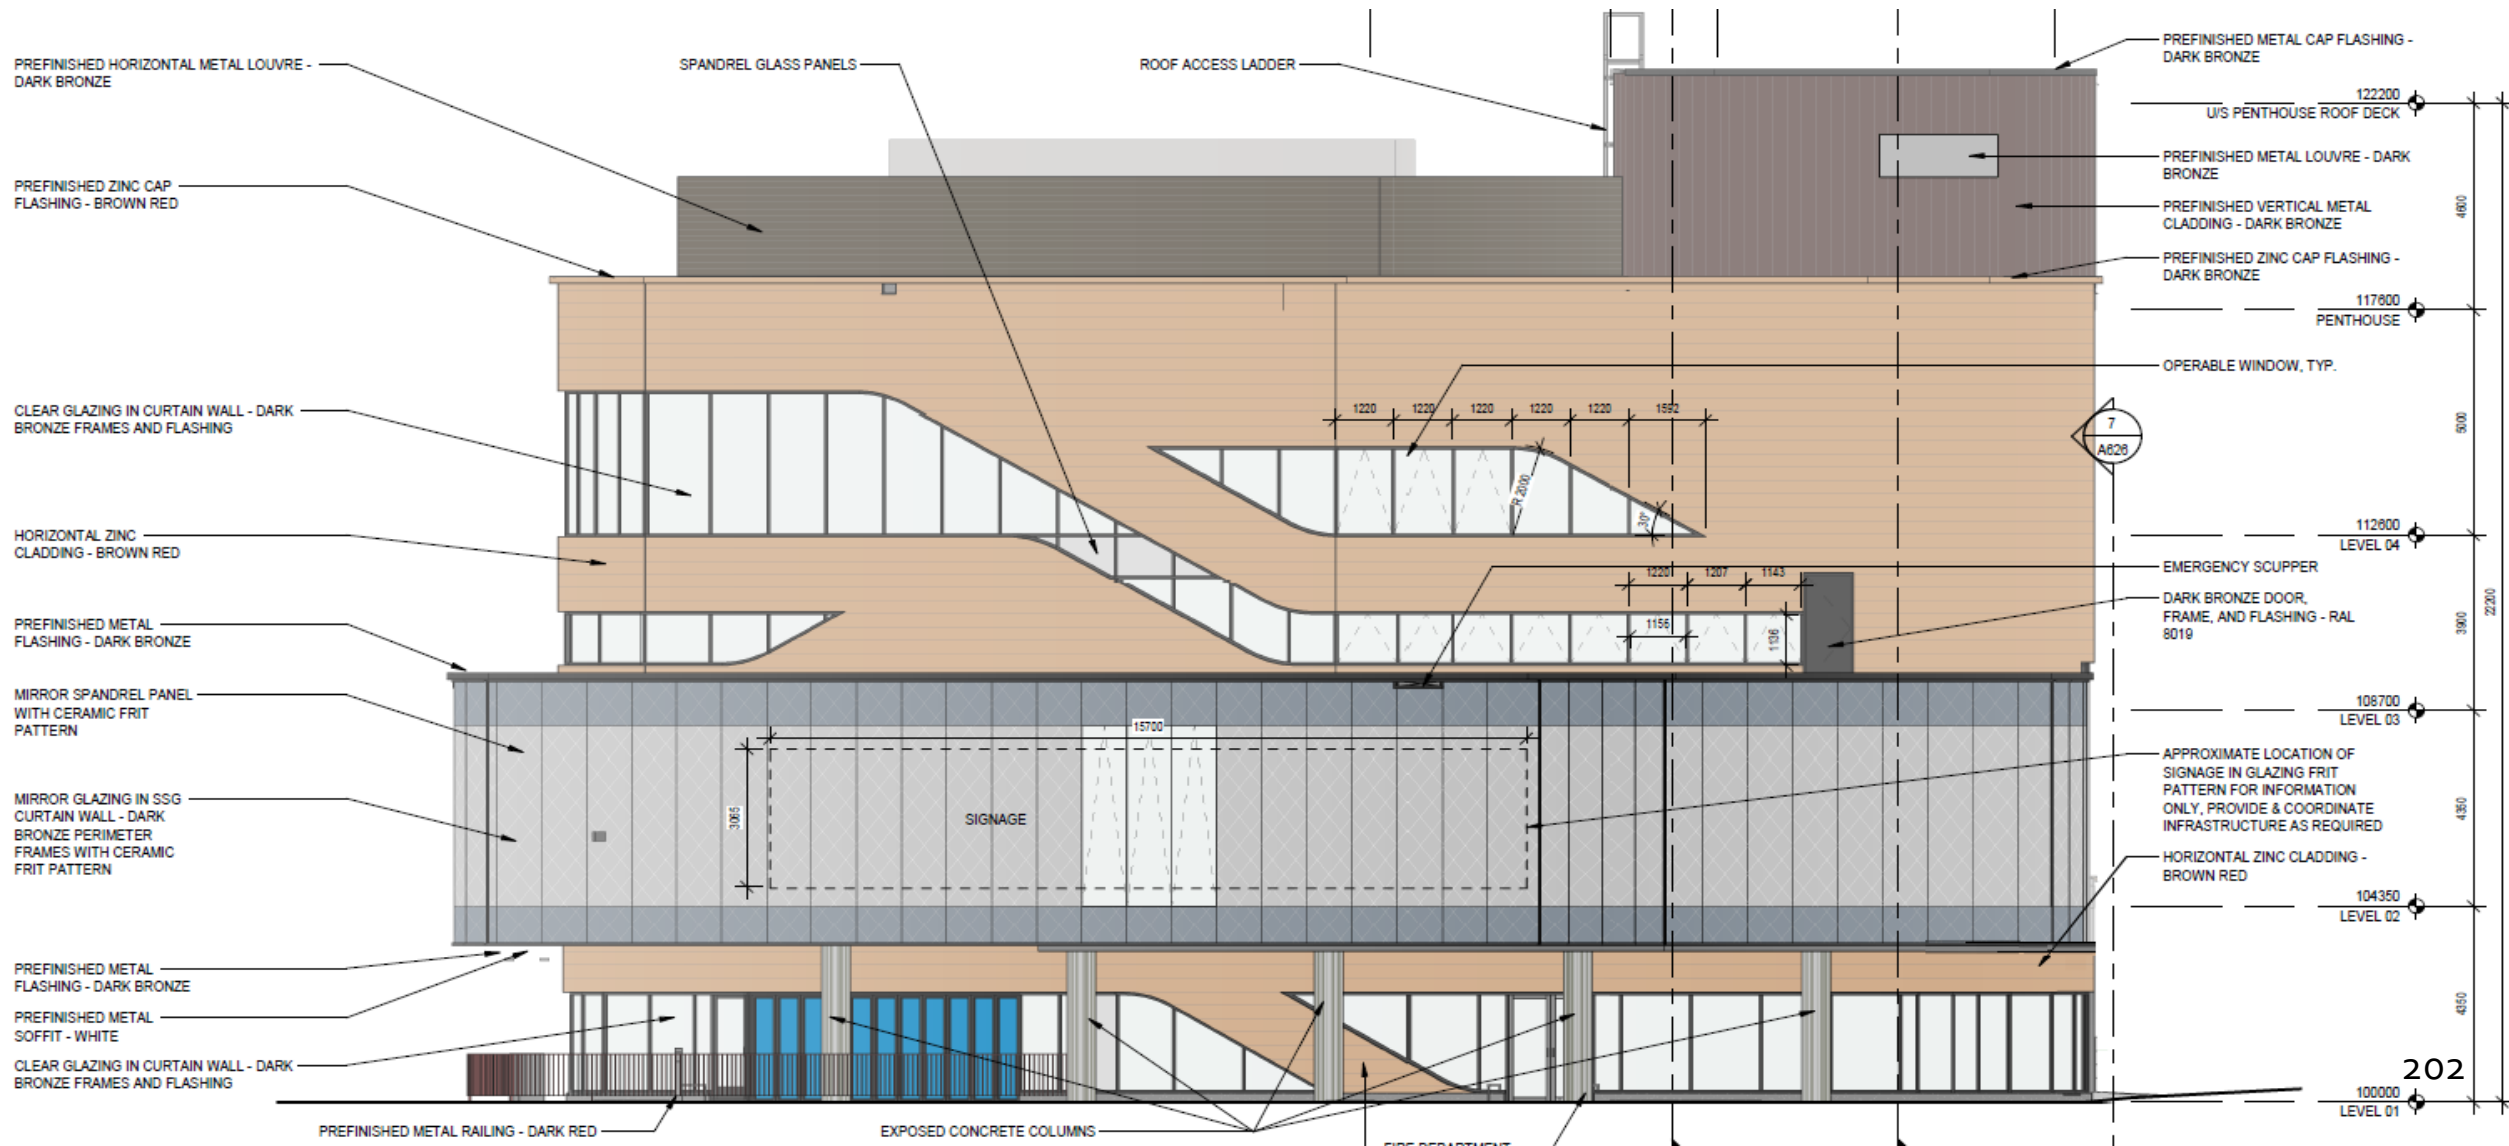 PREFINISHED HORIZONTAL METAL LOUVRE -
DARK BRONZE
SPANDREL GLASS PANELS
ROOF ACCESS LADDER
PREFINISHED METAL CAP FLASHING -
DARK BRONZE
122200
U/S PENTHOUSE ROOF DECK
PREFINISHED METAL LOUVRE - DARK
BRONZE
PREFINISHED ZINC CAP
FLASHING - BROWN RED
PREFINISHED VERTICAL METAL
CLADDING - DARK BRONZE
4600
PREFINISHED ZINC CAP FLASHING -
DARK BRONZE
117600
PENTHOUSE
OPERABLE WINDOW, TYP.
CLEAR GLAZING IN CURTAIN WALL - DARK
BRONZE FRAMES AND FLASHING
1220
1220
1220
1220
1220
1592
7
A626
5000
R 2000
30°
HORIZONTAL ZINC
CLADDING - BROWN RED
112600
LEVEL 04
EMERGENCY SCUPPER
1220
1207
1143
DARK BRONZE DOOR,
FRAME, AND FLASHING - RAL
8019
22200
3900
1156
1136
PREFINISHED METAL
FLASHING - DARK BRONZE
MIRROR SPANDREL PANEL
WITH CERAMIC FRIT
PATTERN
108700
LEVEL 03
15700
APPROXIMATE LOCATION OF
SIGNAGE IN GLAZING FRIT
PATTERN FOR INFORMATION
ONLY, PROVIDE & COORDINATE
INFRASTRUCTURE AS REQUIRED
MIRROR GLAZING IN SSG
CURTAIN WALL - DARK
BRONZE PERIMETER
FRAMES WITH CERAMIC
FRIT PATTERN
3065
SIGNAGE
4350
HORIZONTAL ZINC CLADDING -
BROWN RED
104350
LEVEL 02
PREFINISHED METAL
FLASHING - DARK BRONZE
PREFINISHED METAL
SOFFIT - WHITE
4350
CLEAR GLAZING IN CURTAIN WALL - DARK
BRONZE FRAMES AND FLASHING
202
100000
LEVEL 01
PREFINISHED METAL RAILING - DARK RED
EXPOSED CONCRETE COLUMNS
FIRE DEPARTMENT